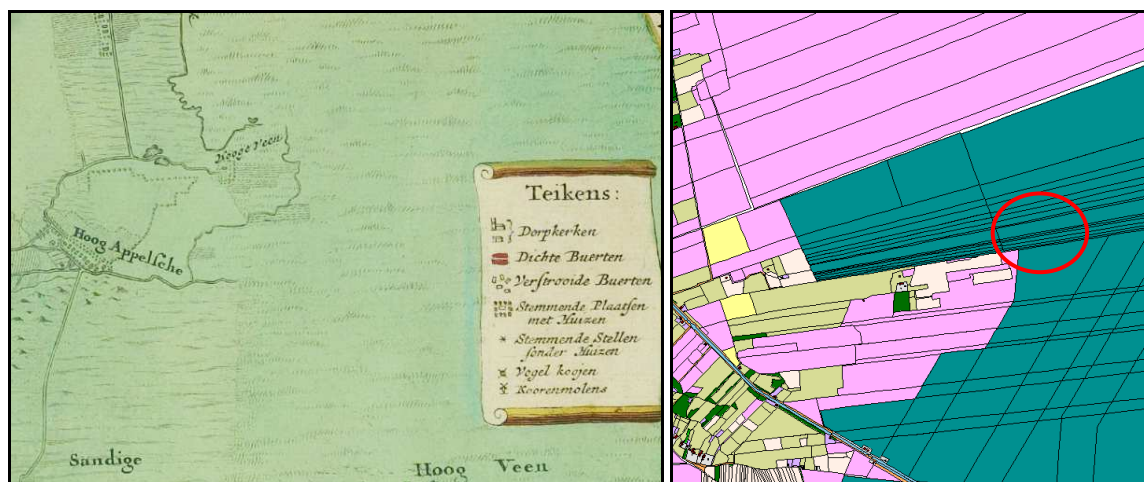 Hooge Veen
Hoog Appelsche
Teikens:
Dorpkerken
Dichte Buerten
Verstrooide Buerten
Stemmende Plaatsen
met Huizen
Stemmende Stellen
sonder Huizen
Vogel koojen
Koorenmolens
Sandige
Hoog Veen